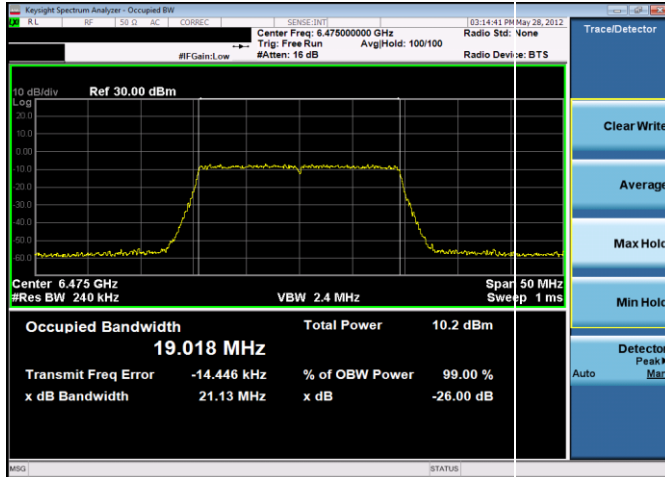 Keysight Spectrum Analyzer - Occupied BW
RL RF 50 Ω AC CORREC SENSE:INT 03:14:41 PM May 28, 2012
Center Freq: 6.475000000 GHz Radio Std: None
Trig: Free Run Avg|Hold: 100/100
#IFGain:Low #Atten: 16 dB Radio Device: BTS
Trace/Detector
10 dB/div Ref 30.00 dBm
Log
20.0
10.0
0.00
-10.0
-20.0
-30.0
-40.0
-50.0
-60.0
Clear Write
Average
Max Hold
Min Hold
Detector
Peak
Auto Man
Center 6.475 GHz Span 50 MHz
#Res BW 240 kHz VBW 2.4 MHz Sweep 1 ms
Occupied Bandwidth Total Power 10.2 dBm
19.018 MHz
Transmit Freq Error -14.446 kHz % of OBW Power 99.00 %
x dB Bandwidth 21.13 MHz x dB -26.00 dB
MSG STATUS